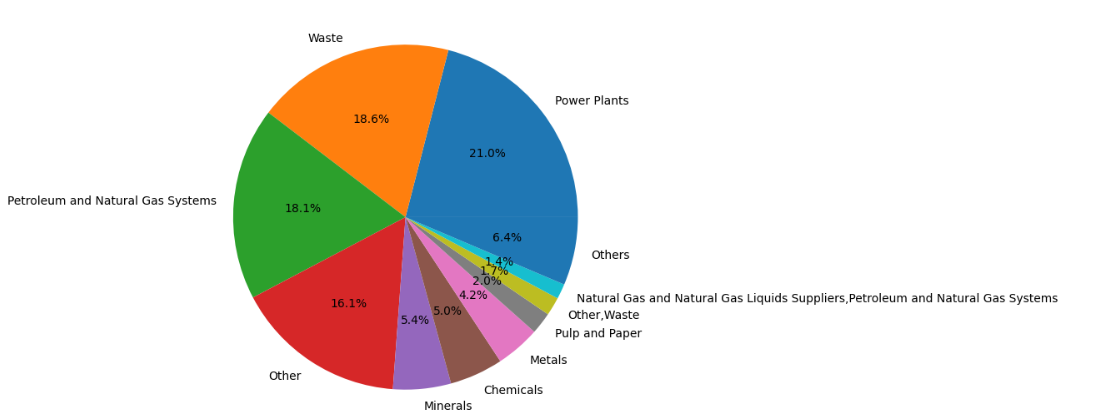 Waste
Power Plants
18.6%
21.0%
Petroleum and Natural Gas Systems
18.1%
6.4%
Others
1.4%
1.7%
2.0%
4.2%
Natural Gas and Natural Gas Liquids Suppliers,Petroleum and Natural Gas Systems
16.1%
5.0%
Other,Waste
5.4%
Pulp and Paper
Metals
Other
Chemicals
Minerals